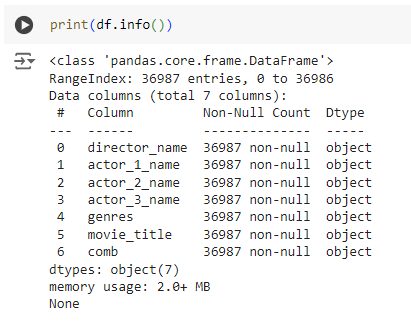 print(df.info())
<class 'pandas.core.frame.DataFrame'>
RangeIndex: 36987 entries, 0 to 36986
Data columns (total 7 columns):
 #   Column         Non-Null Count  Dtype
---  ------         --------------  -----
 0   director_name  36987 non-null  object
 1   actor_1_name   36987 non-null  object
 2   actor_2_name   36987 non-null  object
 3   actor_3_name   36987 non-null  object
 4   genres         36987 non-null  object
 5   movie_title    36987 non-null  object
 6   comb           36987 non-null  object
dtypes: object(7)
memory usage: 2.0+ MB
None